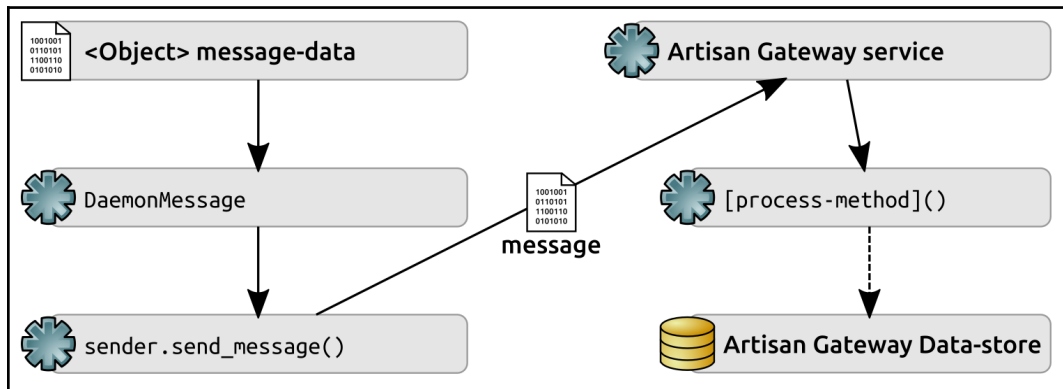 1001001
0110101
1100110
0101010
<Object> message-data
DaemonMessage
sender.send_message()
1001001
0110101
1100110
0101010
message
Artisan Gateway service
[process-method]()
Artisan Gateway Data-store